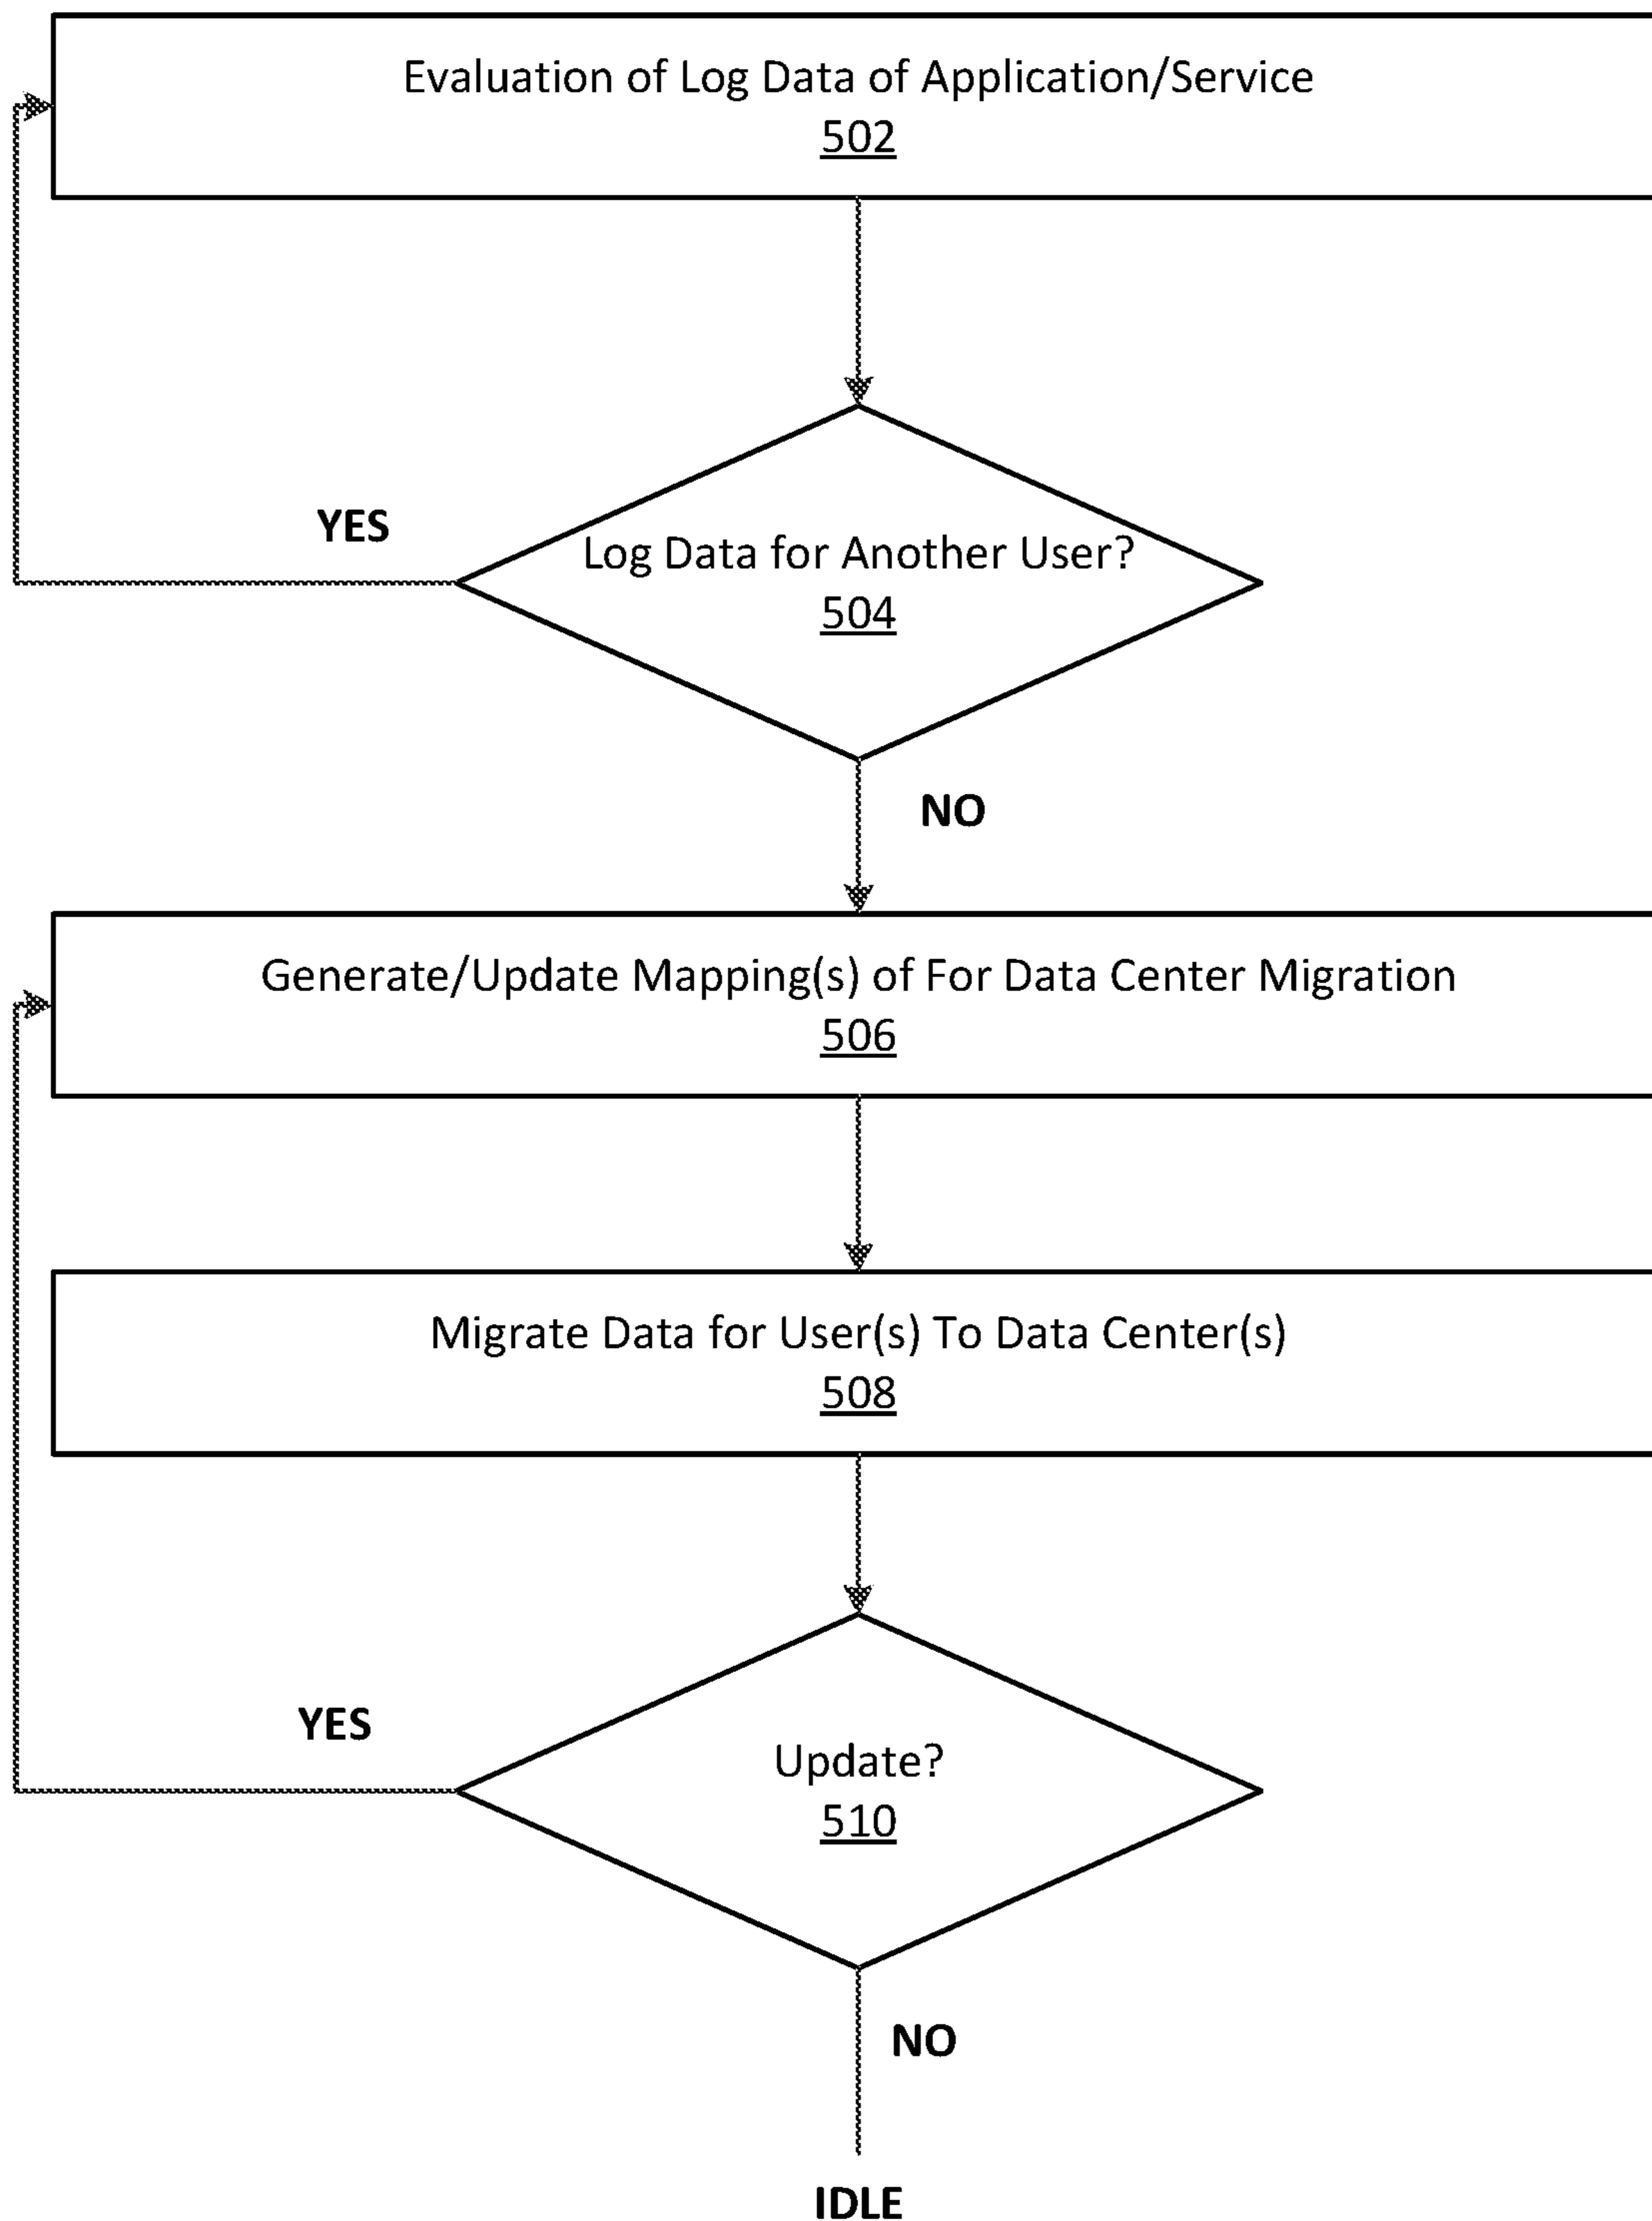 Evaluation of Log Data of Application/Service
502
YES
Log Data for Another User?
504
NO
Generate/Update Mapping(s) of For Data Center Migration
506
Migrate Data for User(s) To Data Center(s)
508
YES
Update?
510
NO
IDLE